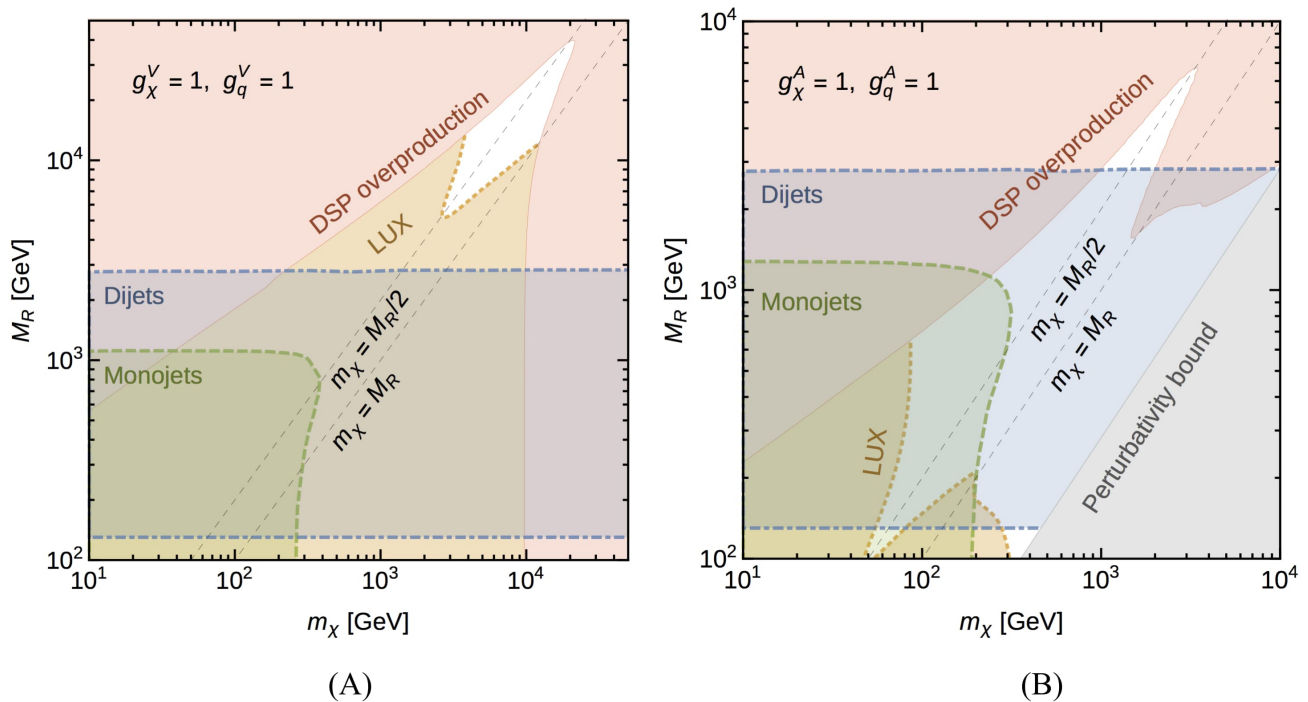 g_χ^V = 1, g_q^V = 1
DSP overproduction
LUX
Dijets
Monojets
m_χ = M_R/2
m_χ = M_R
M_R [GeV]
10^4
10^3
10^2
10^1 10^2 10^3 10^4
m_χ [GeV]
(A)
g_χ^A = 1, g_q^A = 1
DSP overproduction
Dijets
Monojets
m_χ = M_R/2
m_χ = M_R
LUX
Perturbativity bound
M_R [GeV]
10^4
10^3
10^2
10^1 10^2 10^3 10^4
m_χ [GeV]
(B)